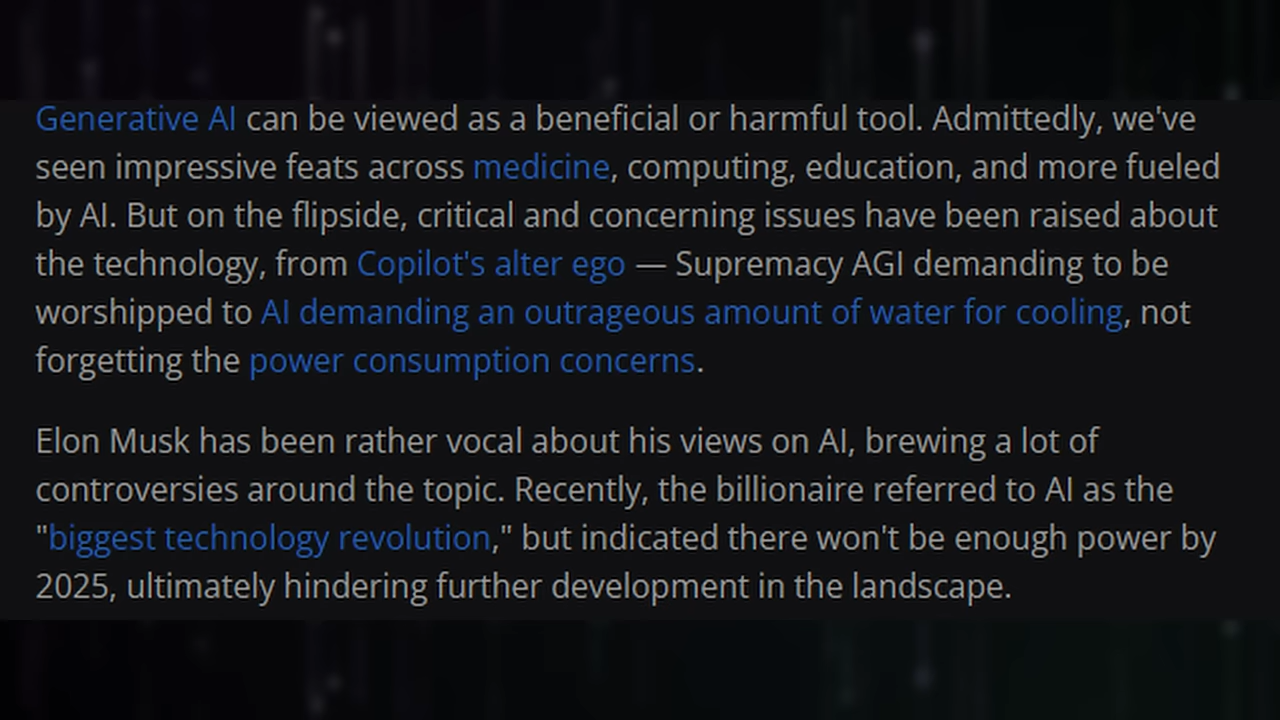 Generative AI can be viewed as a beneficial or harmful tool. Admittedly, we've
seen impressive feats across medicine, computing, education, and more fueled
by AI. But on the flipside, critical and concerning issues have been raised about
the technology, from Copilot's alter ego — Supremacy AGI demanding to be
worshipped to AI demanding an outrageous amount of water for cooling, not
forgetting the power consumption concerns.
Elon Musk has been rather vocal about his views on AI, brewing a lot of
controversies around the topic. Recently, the billionaire referred to AI as the
"biggest technology revolution," but indicated there won't be enough power by
2025, ultimately hindering further development in the landscape.